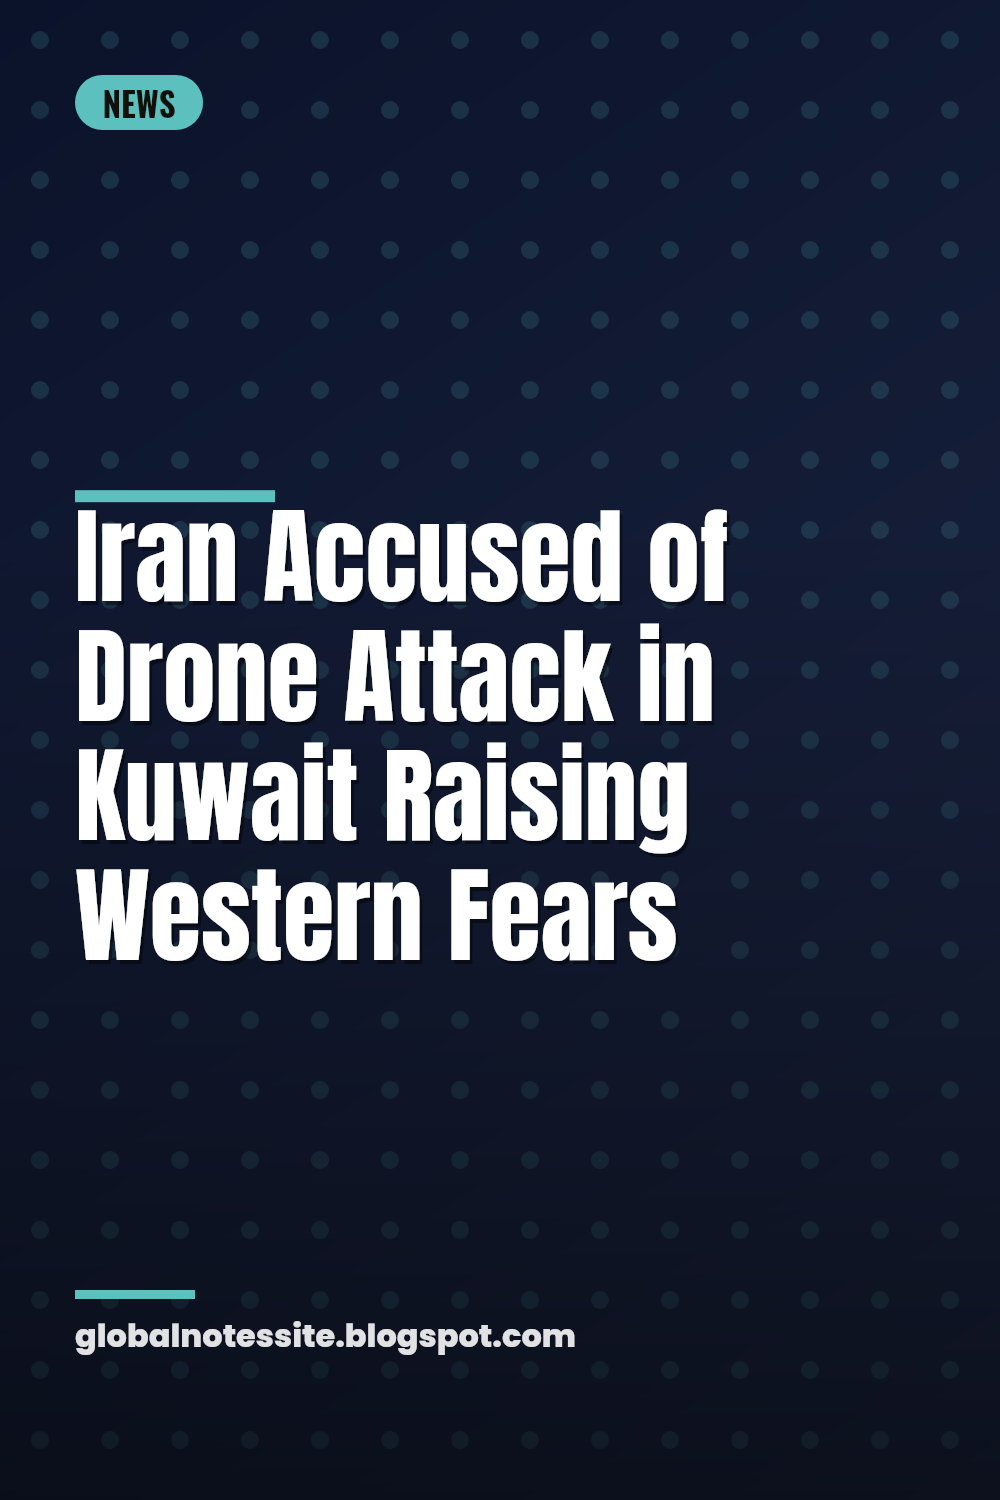 NEWS
Iran Accused of
Drone Attack in
Kuwait Raising
Western Fears
globalnotessite.blogspot.com